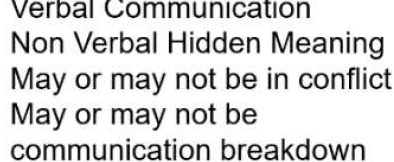 Verbal Communication
Non Verbal Hidden Meaning
May or may not be in conflict
May or may not be
communication breakdown